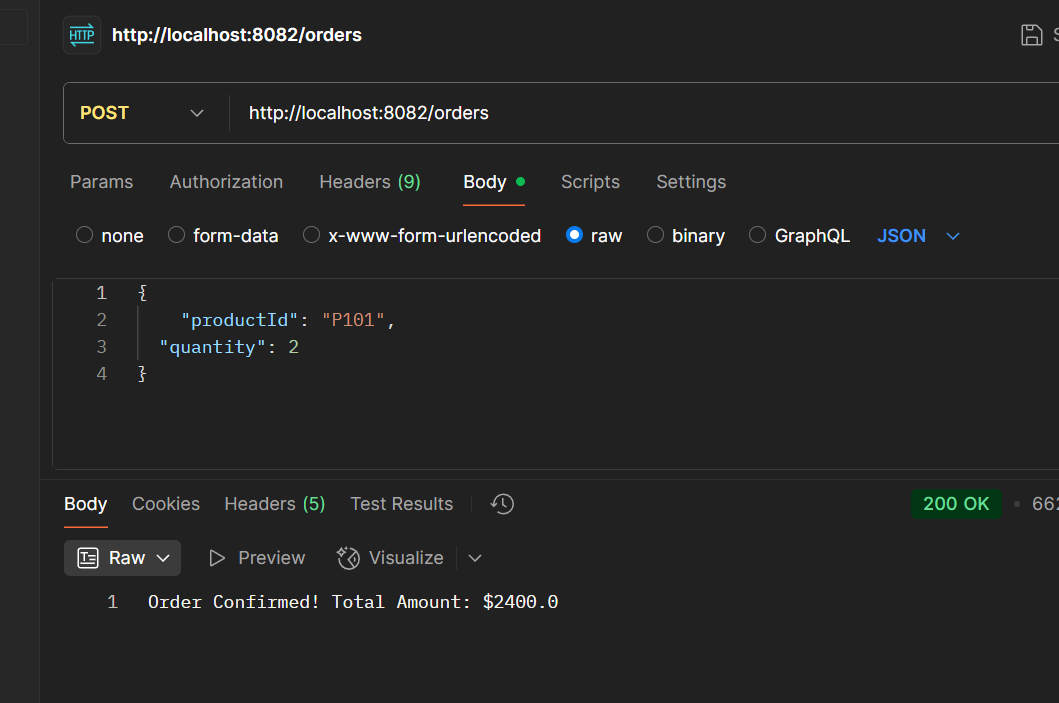 HTTP http://localhost:8082/orders
POST http://localhost:8082/orders
Params Authorization Headers (9) Body Scripts Settings
none form-data x-www-form-urlencoded raw binary GraphQL JSON
1 {
2 "productId": "P101",
3 "quantity": 2
4 }
Body Cookies Headers (5) Test Results 200 OK 662
Raw Preview Visualize
1 Order Confirmed! Total Amount: $2400.0